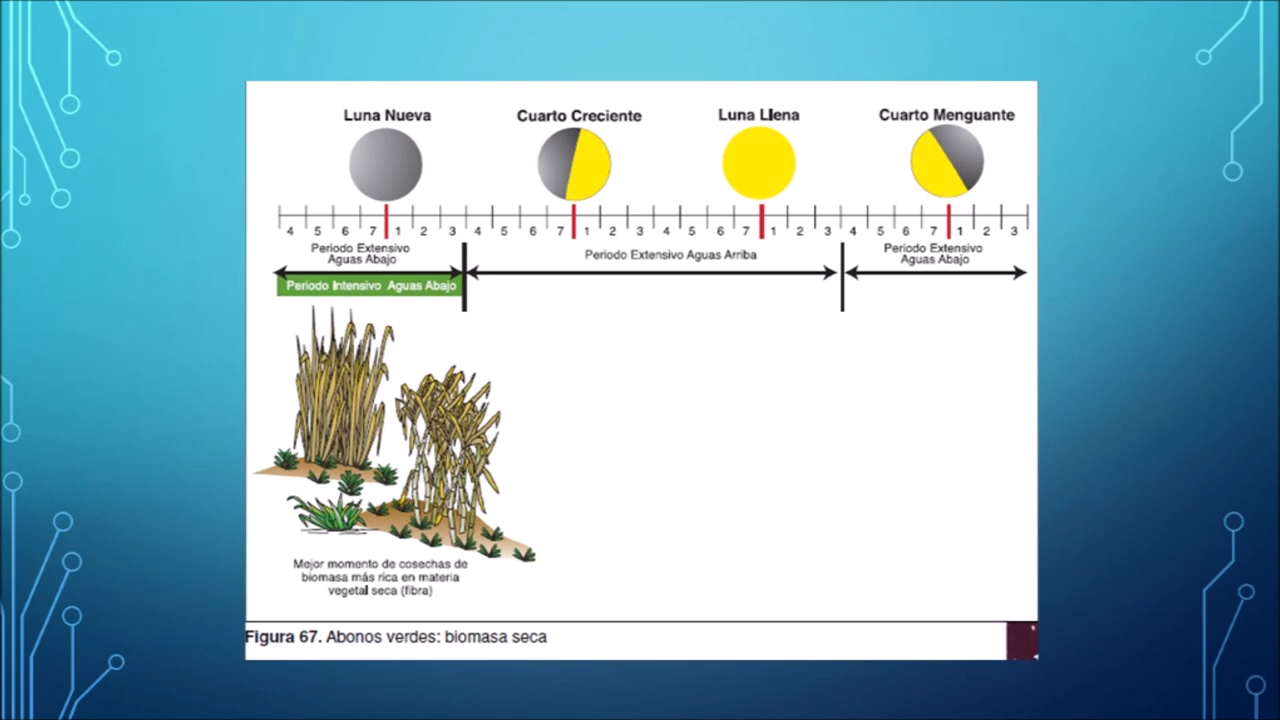 Luna Nueva Cuarto Creciente Luna Llena Cuarto Menguante
4 5 6 7 1 2 3 4 5 6 7 1 2 3 4 5 6 7 1 2 3 4 5 6 7 1 2 3
Periodo Extensivo
Aguas Abajo
Periodo Extensivo Aguas Arriba
Periodo Extensivo
Aguas Abajo
Periodo Intensivo Aguas Abajo
Mejor momento de cosechas de
biomasa más rica en materia
vegetal seca (fibra)
Figura 67. Abonos verdes: biomasa seca